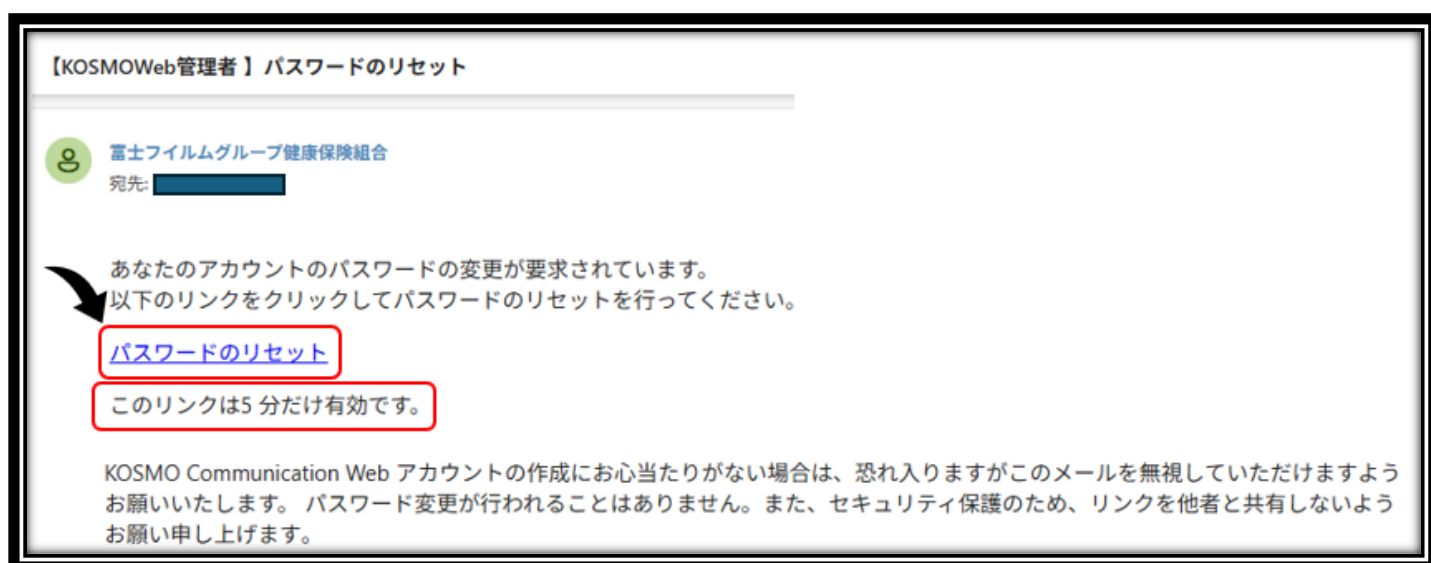 【KOSMOWeb管理者 】パスワードのリセット
富士フイルムグループ健康保険組合
宛先:
あなたのアカウントのパスワードの変更が要求されています。
以下のリンクをクリックしてパスワードのリセットを行ってください。
パスワードのリセット
このリンクは5 分だけ有効です。
KOSMO Communication Web アカウントの作成にお心当たりがない場合は、恐れ入りますがこのメールを無視していただけますよう
お願いいたします。 パスワード変更が行われることはありません。また、セキュリティ保護のため、リンクを他者と共有しないよう
お願い申し上げます。